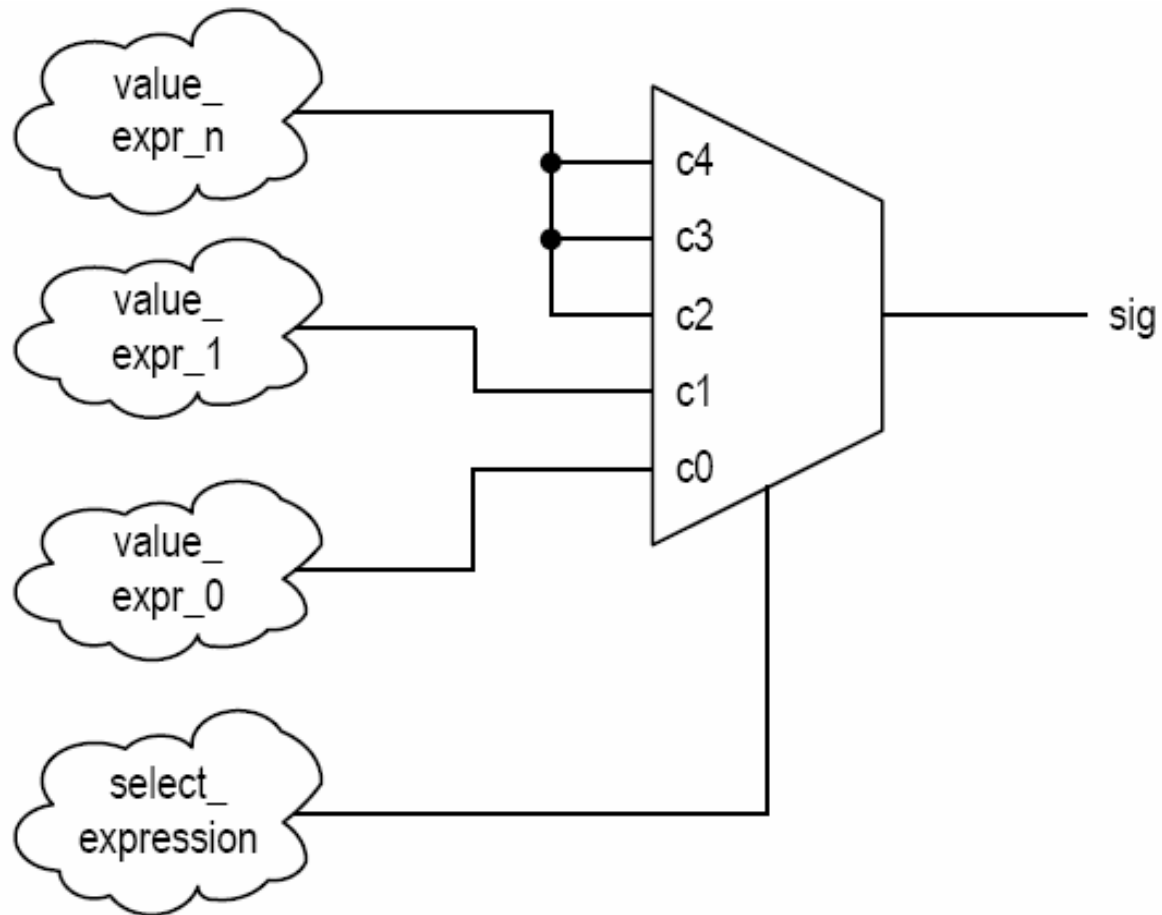 value_
expr_n
c4
c3
value_
expr_1
c2
sig
c1
c0
value_
expr_0
select_
expression